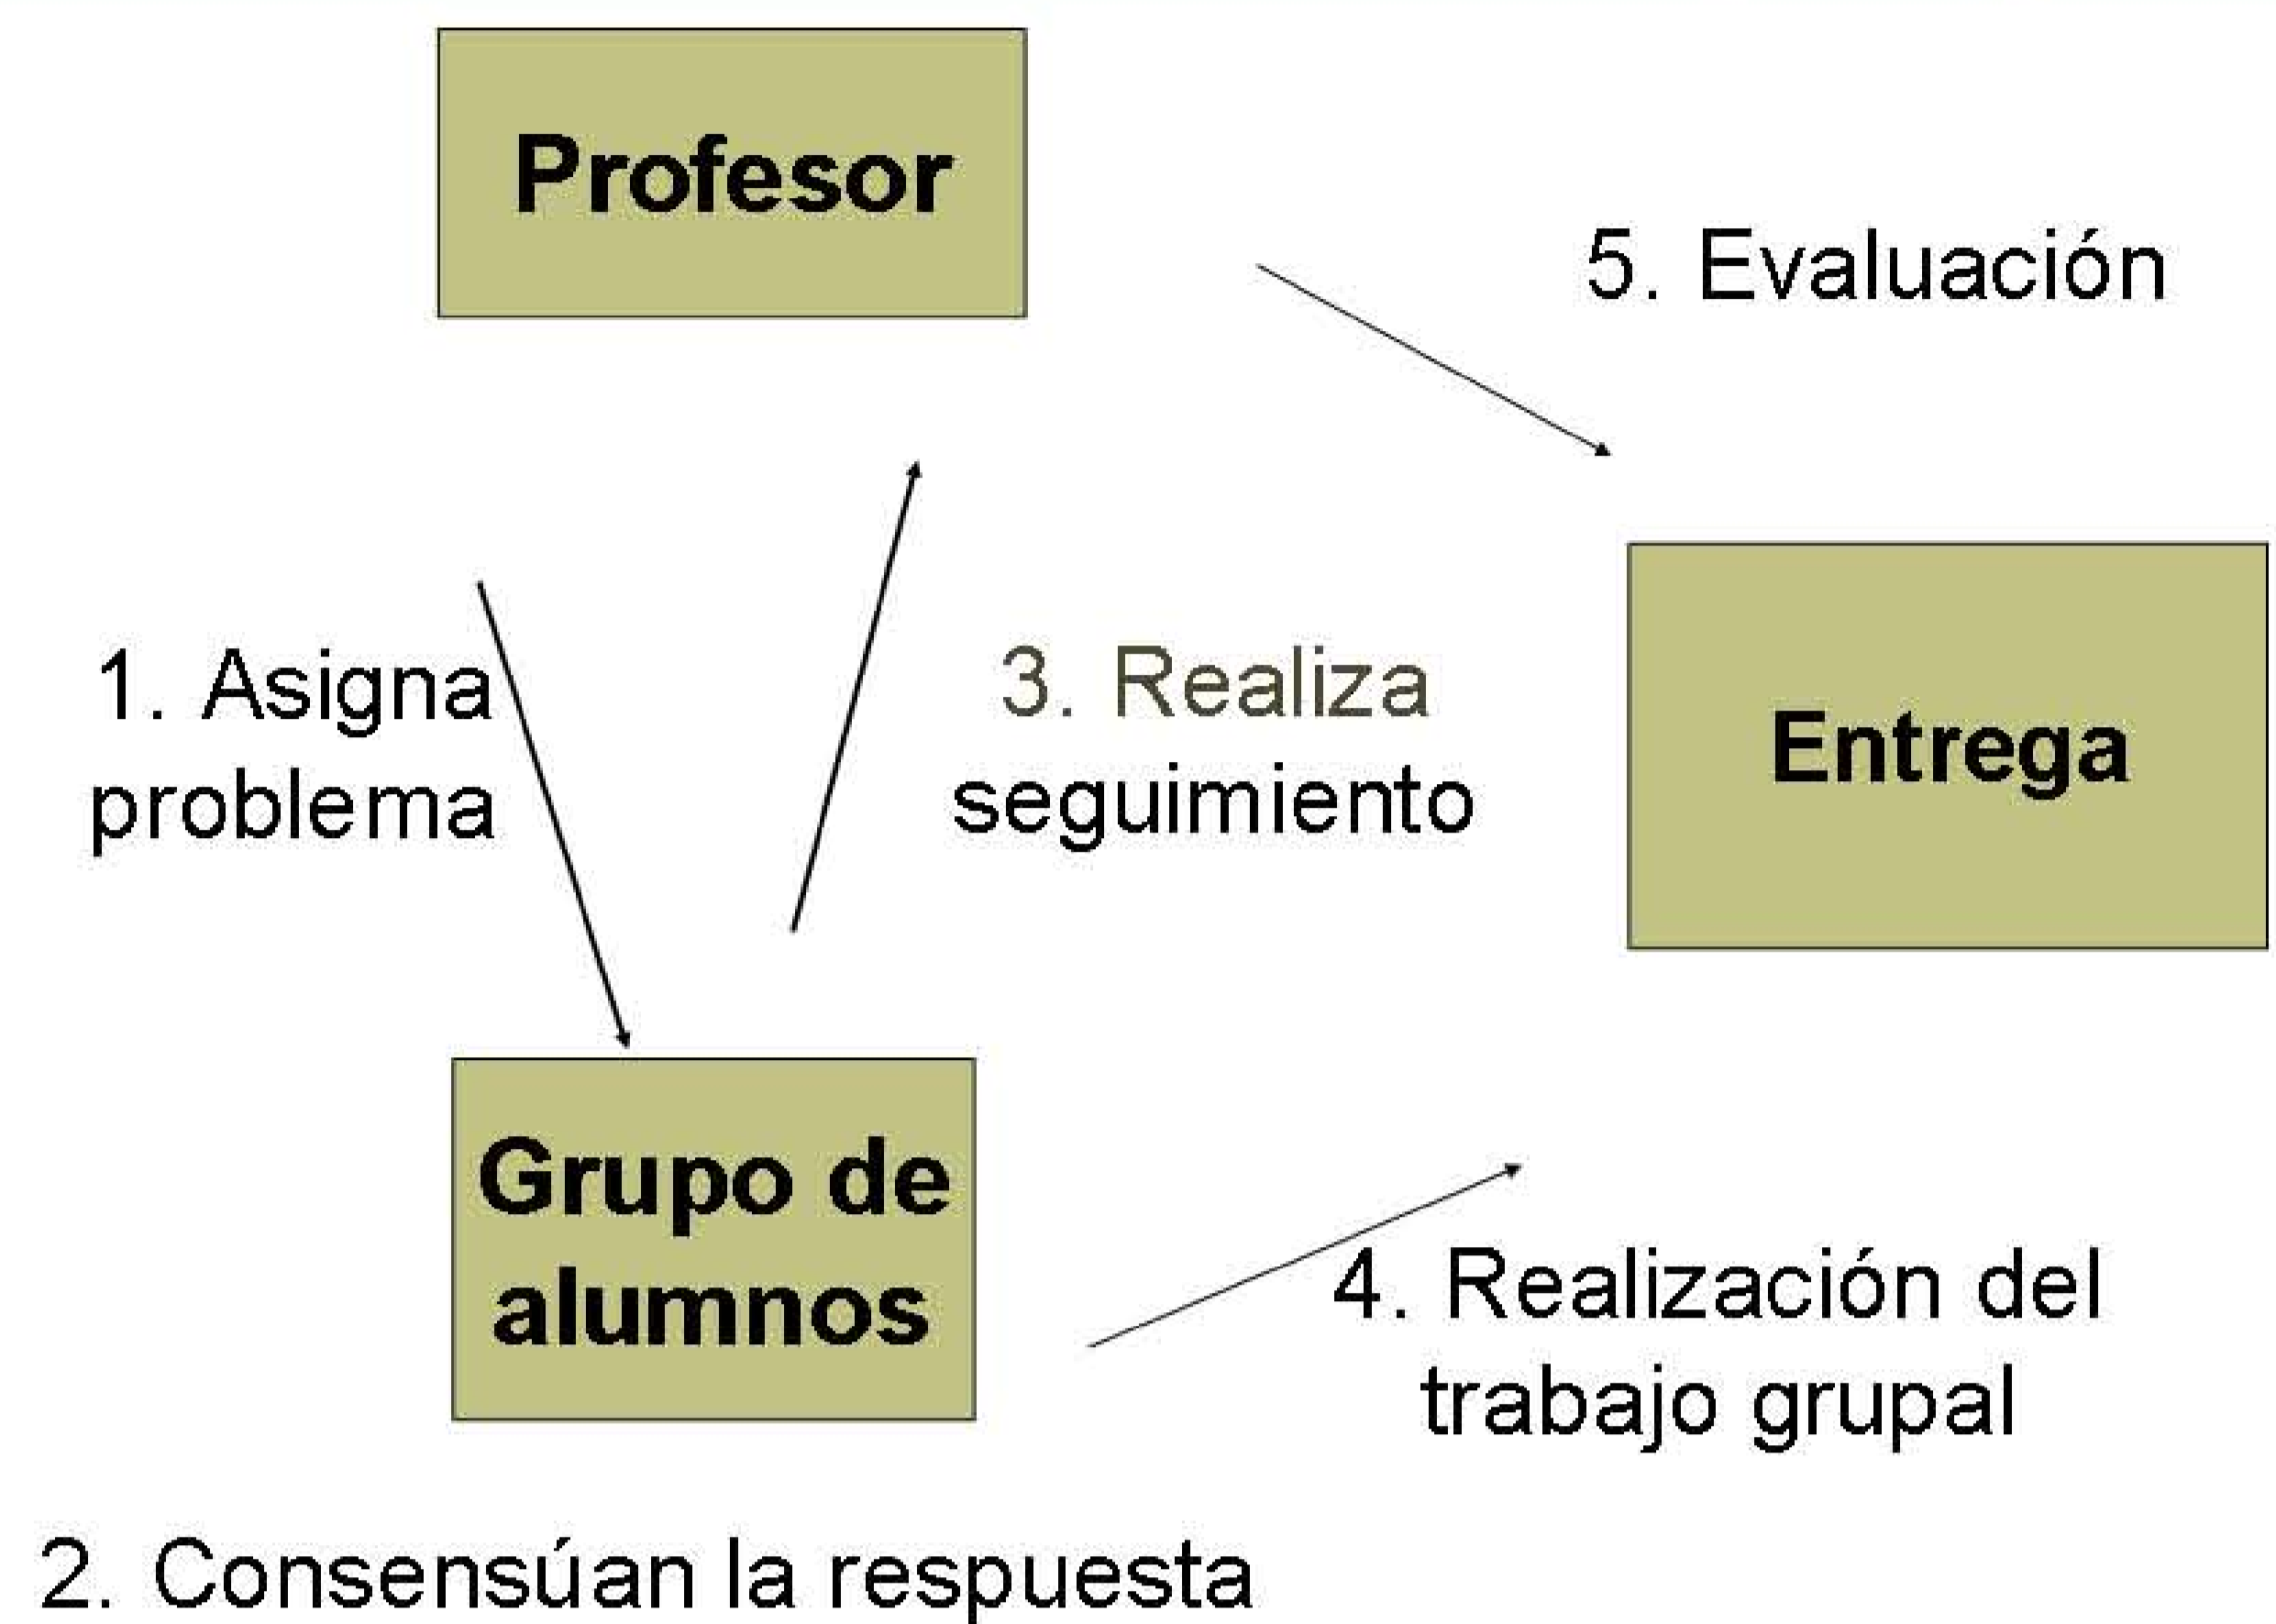 Profesor
5. Evaluación
1. Asigna
problema
3. Realiza
seguimiento
Entrega
Grupo de
alumnos
4. Realización del
trabajo grupal
2. Consensúan la respuesta